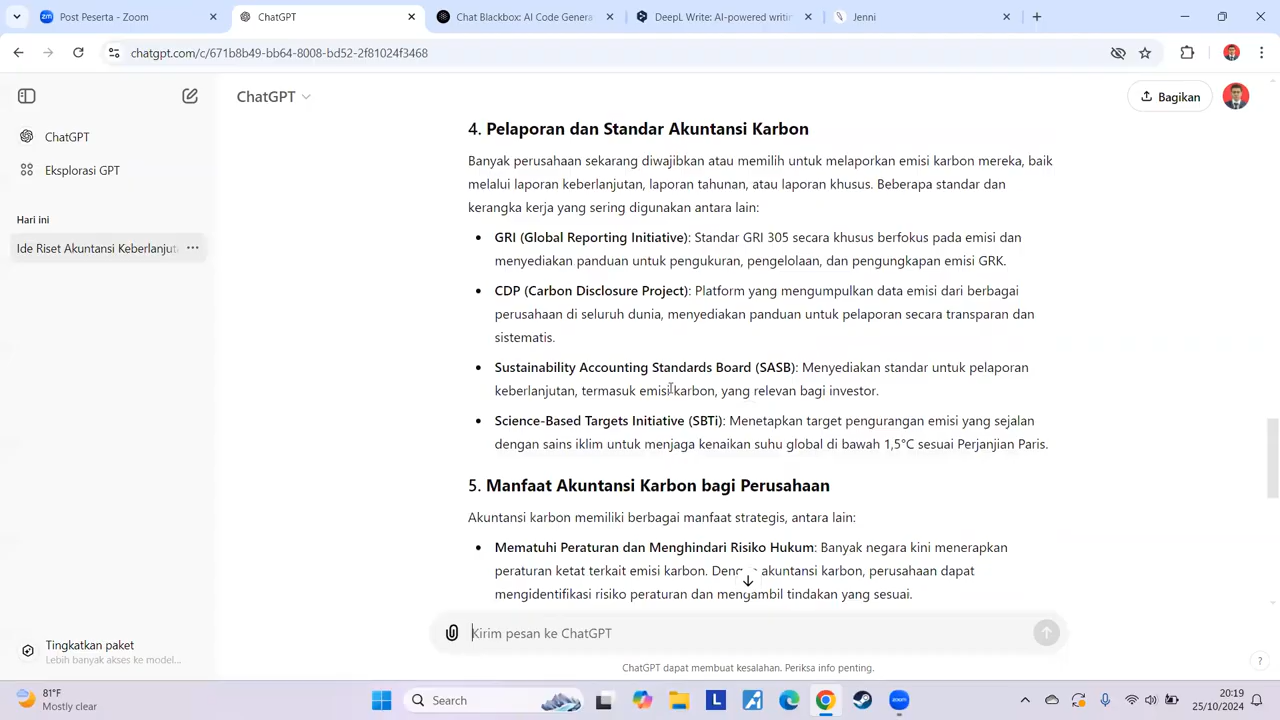 Post Peserta - Zoom
ChatGPT
Chat Blackbox: AI Code Genera
DeepL Write: AI-powered writin
Jenni
chatgpt.com/c/671b8b49-bb64-8008-bd52-2f81024f3468
ChatGPT
Bagikan
ChatGPT
Eksplorasi GPT
Hari ini
Ide Riset Akuntansi Keberlanjut
4. Pelaporan dan Standar Akuntansi Karbon
Banyak perusahaan sekarang diwajibkan atau memilih untuk melaporkan emisi karbon mereka, baik
melalui laporan keberlanjutan, laporan tahunan, atau laporan khusus. Beberapa standar dan
kerangka kerja yang sering digunakan antara lain:
• GRI (Global Reporting Initiative): Standar GRI 305 secara khusus berfokus pada emisi dan
menyediakan panduan untuk pengukuran, pengelolaan, dan pengungkapan emisi GRK.
• CDP (Carbon Disclosure Project): Platform yang mengumpulkan data emisi dari berbagai
perusahaan di seluruh dunia, menyediakan panduan untuk pelaporan secara transparan dan
sistematis.
• Sustainability Accounting Standards Board (SASB): Menyediakan standar untuk pelaporan
keberlanjutan, termasuk emisi karbon, yang relevan bagi investor.
• Science-Based Targets Initiative (SBTi): Menetapkan target pengurangan emisi yang sejalan
dengan sains iklim untuk menjaga kenaikan suhu global di bawah 1,5°C sesuai Perjanjian Paris.
5. Manfaat Akuntansi Karbon bagi Perusahaan
Akuntansi karbon memiliki berbagai manfaat strategis, antara lain:
• Mematuhi Peraturan dan Menghindari Risiko Hukum: Banyak negara kini menerapkan
peraturan ketat terkait emisi karbon. Dengan akuntansi karbon, perusahaan dapat
mengidentifikasi risiko peraturan dan mengambil tindakan yang sesuai.
Kirim pesan ke ChatGPT
ChatGPT dapat membuat kesalahan. Periksa info penting.
?
Tingkatkan paket
Lebih banyak akses ke model...
81°F
Mostly clear
Search
zoom
20:19
25/10/2024